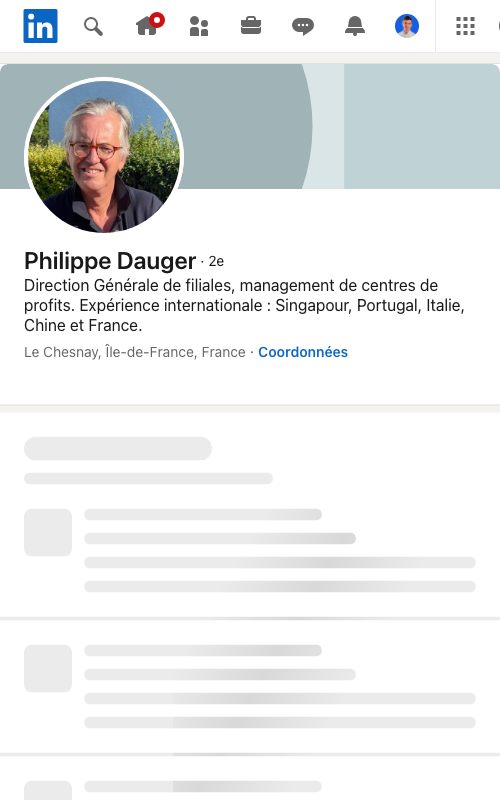 in
Philippe Dauger · 2e
Direction Générale de filiales, management de centres de
profits. Expérience internationale : Singapour, Portugal, Italie,
Chine et France.
Le Chesnay, Île-de-France, France · Coordonnées